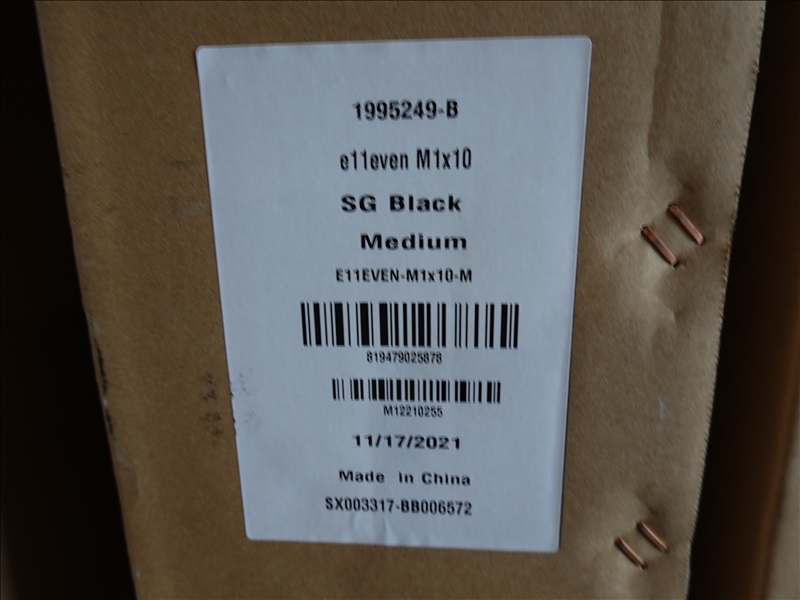 1995249-B
e11even M1x10
SG Black
Medium
E11EVEN-M1x10-M
819479025878
M12210255
11/17/2021
Made in China
SX003317-BB006572